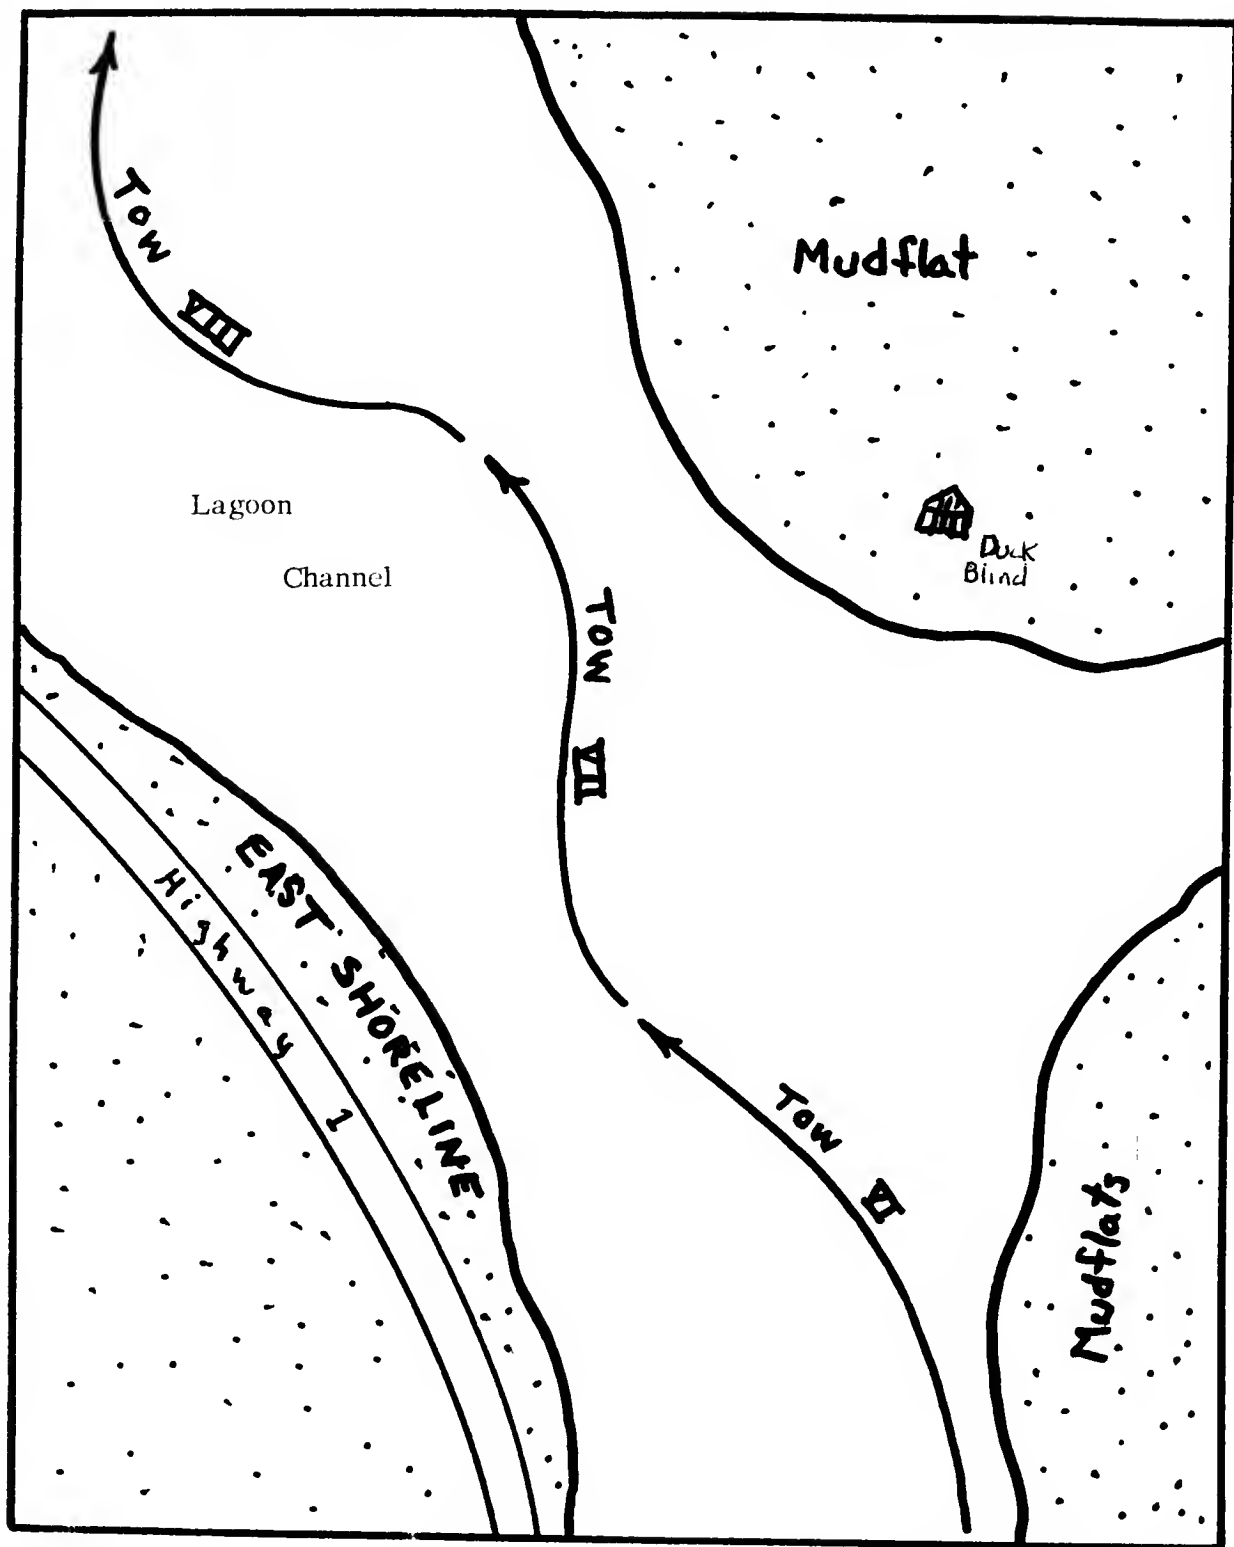 Tow
VIII
Mudflat
Lagoon
Channel
Duck
Blind
Tow VII
EAST SHORELINE
Highway 1
Tow VI
Mudflats